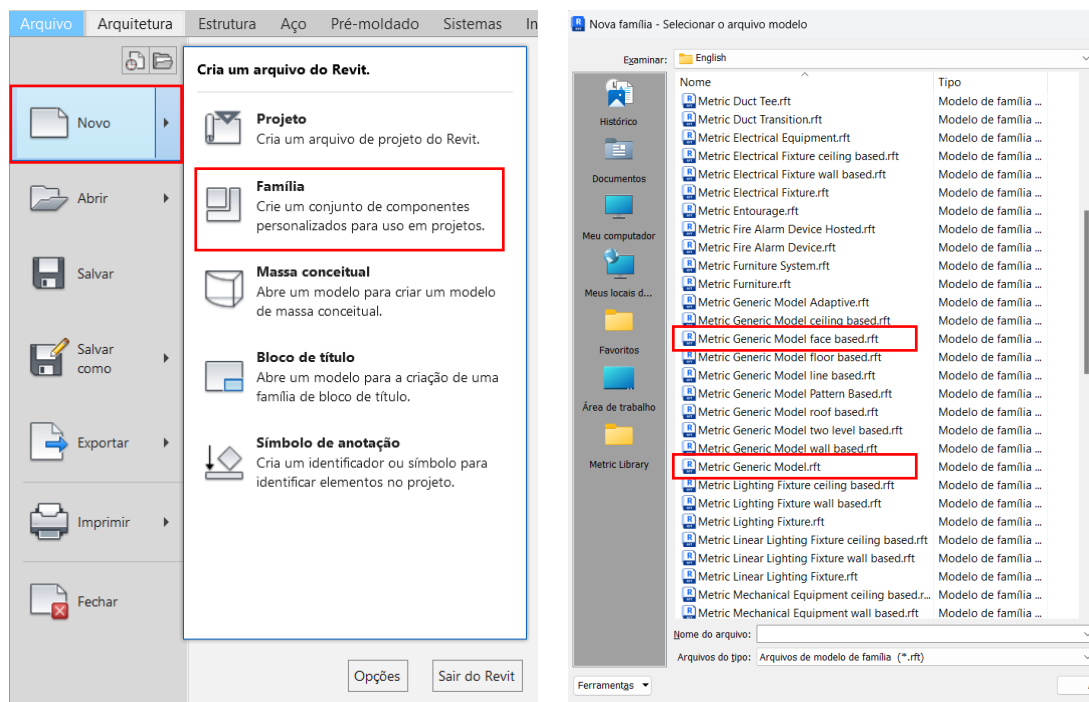 Arquivo Arquitetura Estrutura Aço Pré-moldado Sistemas In
Cria um arquivo do Revit.
Novo
Projeto
Cria um arquivo de projeto do Revit.
Família
Crie um conjunto de componentes
personalizados para uso em projetos.
Abrir
Massa conceitual
Abre um modelo para criar um modelo
de massa conceitual.
Salvar
Bloco de título
Abre um modelo para a criação de uma
família de bloco de título.
Salvar
como
Símbolo de anotação
Cria um identificador ou símbolo para
identificar elementos no projeto.
Exportar
Imprimir
Fechar
Opções
Sair do Revit
Nova família - Selecionar o arquivo modelo
Examinar: English
Histórico
Documentos
Meu computador
Meus locais d...
Favoritos
Área de trabalho
Metric Library
Nome Tipo
Metric Duct Tee.rft Modelo de família ...
Metric Duct Transition.rft Modelo de família ...
Metric Electrical Equipment.rft Modelo de família ...
Metric Electrical Fixture ceiling based.rft Modelo de família ...
Metric Electrical Fixture wall based.rft Modelo de família ...
Metric Electrical Fixture.rft Modelo de família ...
Metric Entourage.rft Modelo de família ...
Metric Fire Alarm Device Hosted.rft Modelo de família ...
Metric Fire Alarm Device.rft Modelo de família ...
Metric Furniture System.rft Modelo de família ...
Metric Furniture.rft Modelo de família ...
Metric Generic Model Adaptive.rft Modelo de família ...
Metric Generic Model ceiling based.rft Modelo de família ...
Metric Generic Model face based.rft Modelo de família ...
Metric Generic Model floor based.rft Modelo de família ...
Metric Generic Model line based.rft Modelo de família ...
Metric Generic Model Pattern Based.rft Modelo de família ...
Metric Generic Model roof based.rft Modelo de família ...
Metric Generic Model two level based.rft Modelo de família ...
Metric Generic Model wall based.rft Modelo de família ...
Metric Generic Model.rft Modelo de família ...
Metric Lighting Fixture ceiling based.rft Modelo de família ...
Metric Lighting Fixture wall based.rft Modelo de família ...
Metric Lighting Fixture.rft Modelo de família ...
Metric Linear Lighting Fixture ceiling based.rft Modelo de família ...
Metric Linear Lighting Fixture wall based.rft Modelo de família ...
Metric Linear Lighting Fixture.rft Modelo de família ...
Metric Mechanical Equipment ceiling based.r... Modelo de família ...
Metric Mechanical Equipment wall based.rft Modelo de família ...
Nome do arquivo:
Arquivos do tipo: Arquivos de modelo de família (*.rft)
Ferramentas